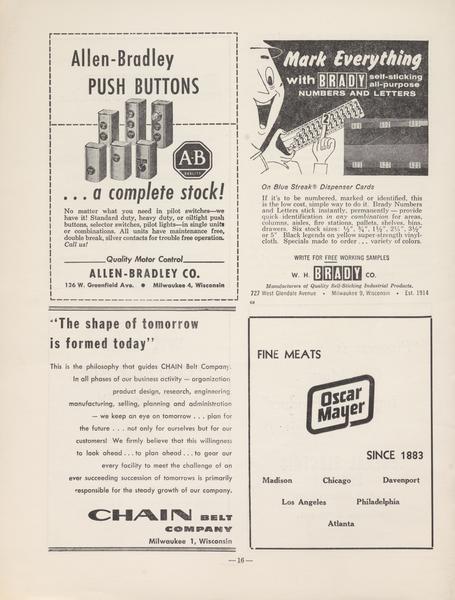 Allen-Bradley
PUSH BUTTONS
A-B
QUALITY
...a complete stock!
No matter what you need in pilot switches—we
have it! Standard duty, heavy duty, or oiltight push
buttons, selector switches, pilot lights—in single units
or combinations. All units have maintenance free,
double break, silver contacts for trouble free operation.
Call us!
Quality Motor Control
ALLEN-BRADLEY CO.
136 W. Greenfield Ave. • Milwaukee 4, Wisconsin
Mark Everything
with BRADY self-sticking
all-purpose
NUMBERS AND LETTERS
On Blue Streak® Dispenser Cards
If it's to be numbered, marked or identified, this
is the low cost, simple way to do it. Brady Numbers
and Letters stick instantly, permanently — provide
quick identification in any combination for areas,
columns, aisles, fire stations, pallets, shelves, bins,
drawers. Six stock sizes:
or 5" Black legends on yellow super-strength vinyl-
cloth. Specials made to order... variety of colors.
WRITE FOR FREE WORKING SAMPLES
W. H. BRADY CO.
Manufacturers of Quality Self-Sticking Industrial Products.
727 West Glendale Avenue • Milwaukee 9, Wisconsin • Est. 1914
"The shape of tomorrow
is formed today"
This is the philosophy that guides CHAIN Belt Company.
In all phases of our business activity — organization
product design, research, engineering
manufacturing, selling, planning and administration
— we keep an eye on tomorrow ... plan for
the future ... not only for ourselves but for our
customers! We firmly believe that this willingness
to look ahead ... to plan ahead ... to gear our
every facility to meet the challenge of an
ever succeeding succession of tomorrows is primarily
responsible for the steady growth of our company.
CHAIN BELT
COMPANY
Milwaukee 1, Wisconsin
FINE MEATS
Oscar
Mayer
SINCE 1883
Madison Chicago Davenport
Los Angeles Philadelphia
Atlanta
—16—